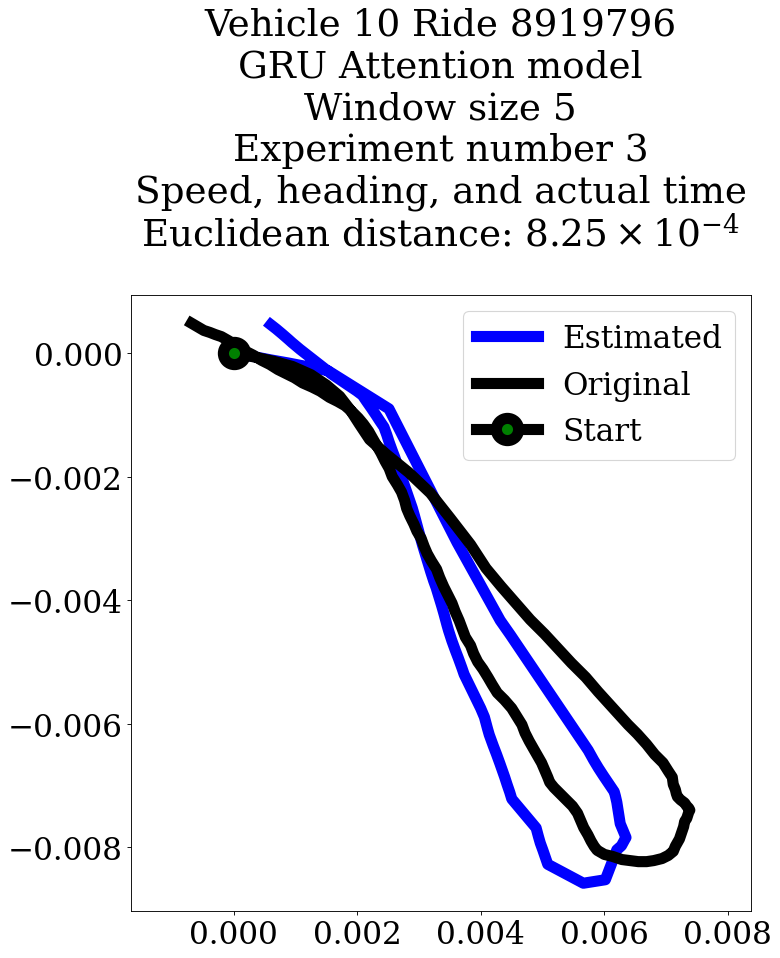 Vehicle 10 Ride 8919796
GRU Attention model
Window size 5
Experiment number 3
Speed, heading, and actual time
Euclidean distance: 8.25 × 10⁻⁴
Estimated
Original
Start
0.000
−0.002
−0.004
−0.006
−0.008
0.000 0.002 0.004 0.006 0.008